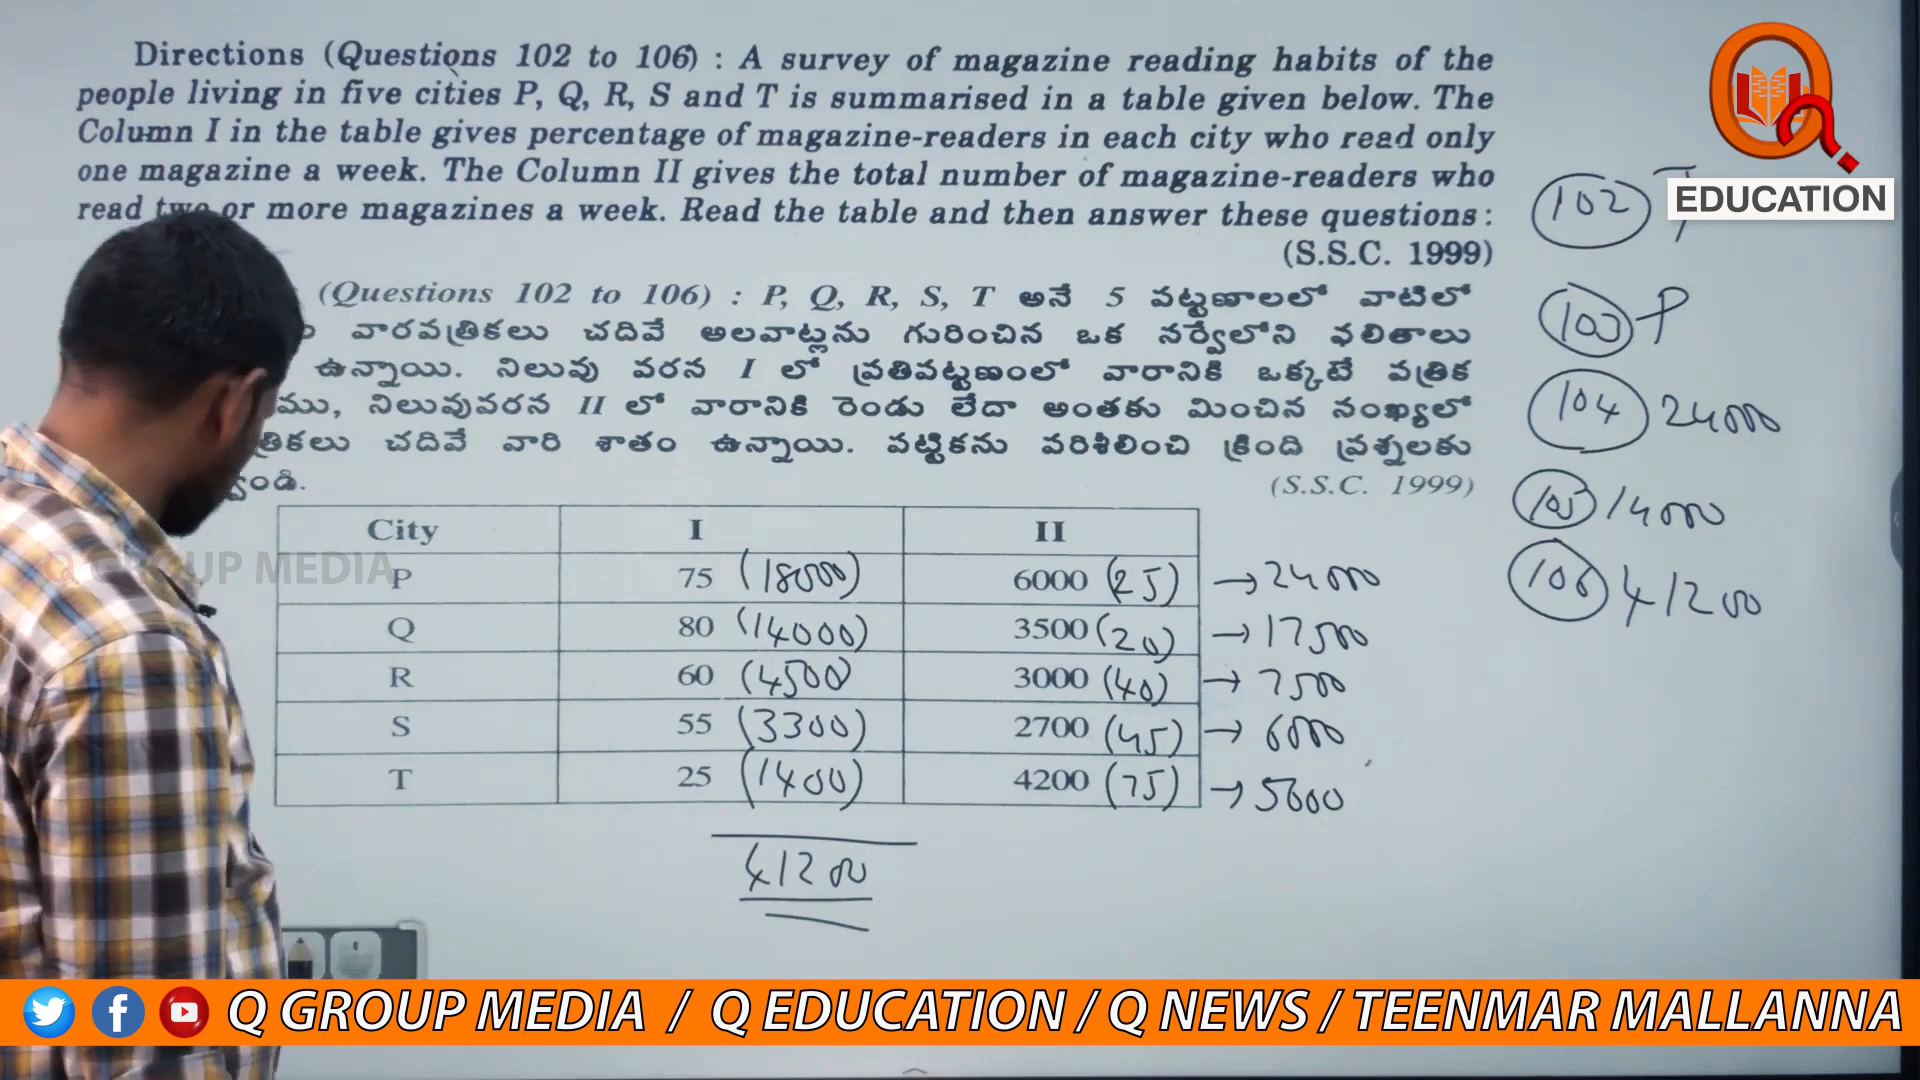 Directions (Questions 102 to 106) : A survey of magazine reading habits of the
people living in five cities P, Q, R, S and T is summarised in a table given below. The
Column I in the table gives percentage of magazine-readers in each city who read only
one magazine a week. The Column II gives the total number of magazine-readers who
read two or more magazines a week. Read the table and then answer these questions :
(S.S.C. 1999)
(Questions 102 to 106) : P, Q, R, S, T అనే 5 పట్టణాలలో వాటిలో
వారపత్రికలు చదివే అలవాట్లను గురించిన ఒక సర్వేలోని ఫలితాలు
ఉన్నాయి. నిలువు వరస I లో ప్రతిపట్టణంలో వారానికి ఒక్కటే పత్రిక
నిలువువరస II లో వారానికి రెండు లేదా అంతకు మించిన సంఖ్యలో
చదివే వారి శాతం ఉన్నాయి. పట్టికను పరిశీలించి క్రింది ప్రశ్నలకు
(S.S.C. 1999)
City I II
P 75 (18000) 6000 (25) → 24000
Q 80 (14000) 3500 (20) → 17500
R 60 (4500) 3000 (40) → 7500
S 55 (3300) 2700 (45) → 6000
T 25 (1400) 4200 (75) → 5600
41200
102 T
103 P
104 24000
105 14000
106 41200
Q
EDUCATION
Q GROUP MEDIA
Q GROUP MEDIA / Q EDUCATION / Q NEWS / TEENMAR MALLANNA